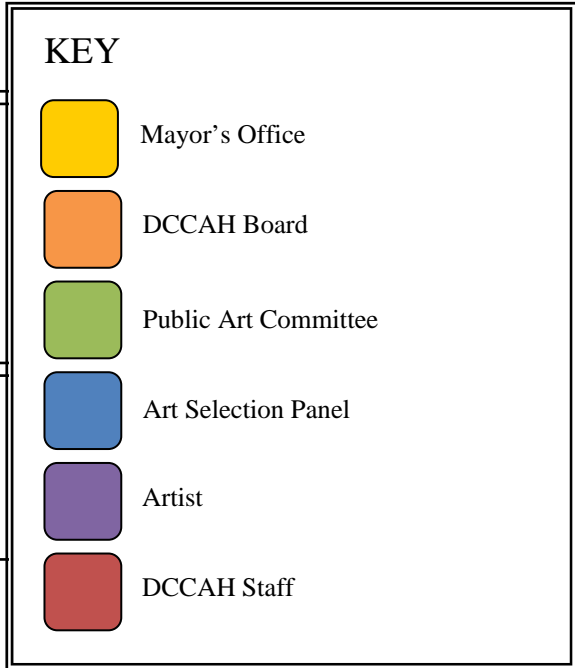 KEY
Mayor’s Office
DCCAH Board
Public Art Committee
Art Selection Panel
Artist
DCCAH Staff